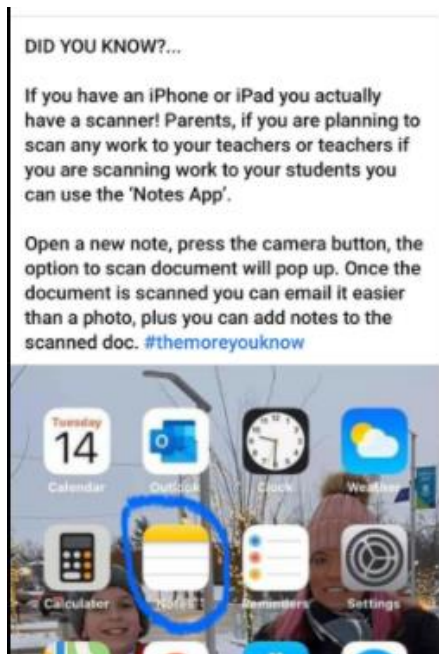 DID YOU KNOW?...
If you have an iPhone or iPad you actually
have a scanner! Parents, if you are planning to
scan any work to your teachers or teachers if
you are scanning work to your students you
can use the ‘Notes App’.
Open a new note, press the camera button, the
option to scan document will pop up. Once the
document is scanned you can email it easier
than a photo, plus you can add notes to the
scanned doc. #themoreyouknow
Tuesday
14
Calendar Outlook Clock Weather
Calculator Notes Reminders Settings